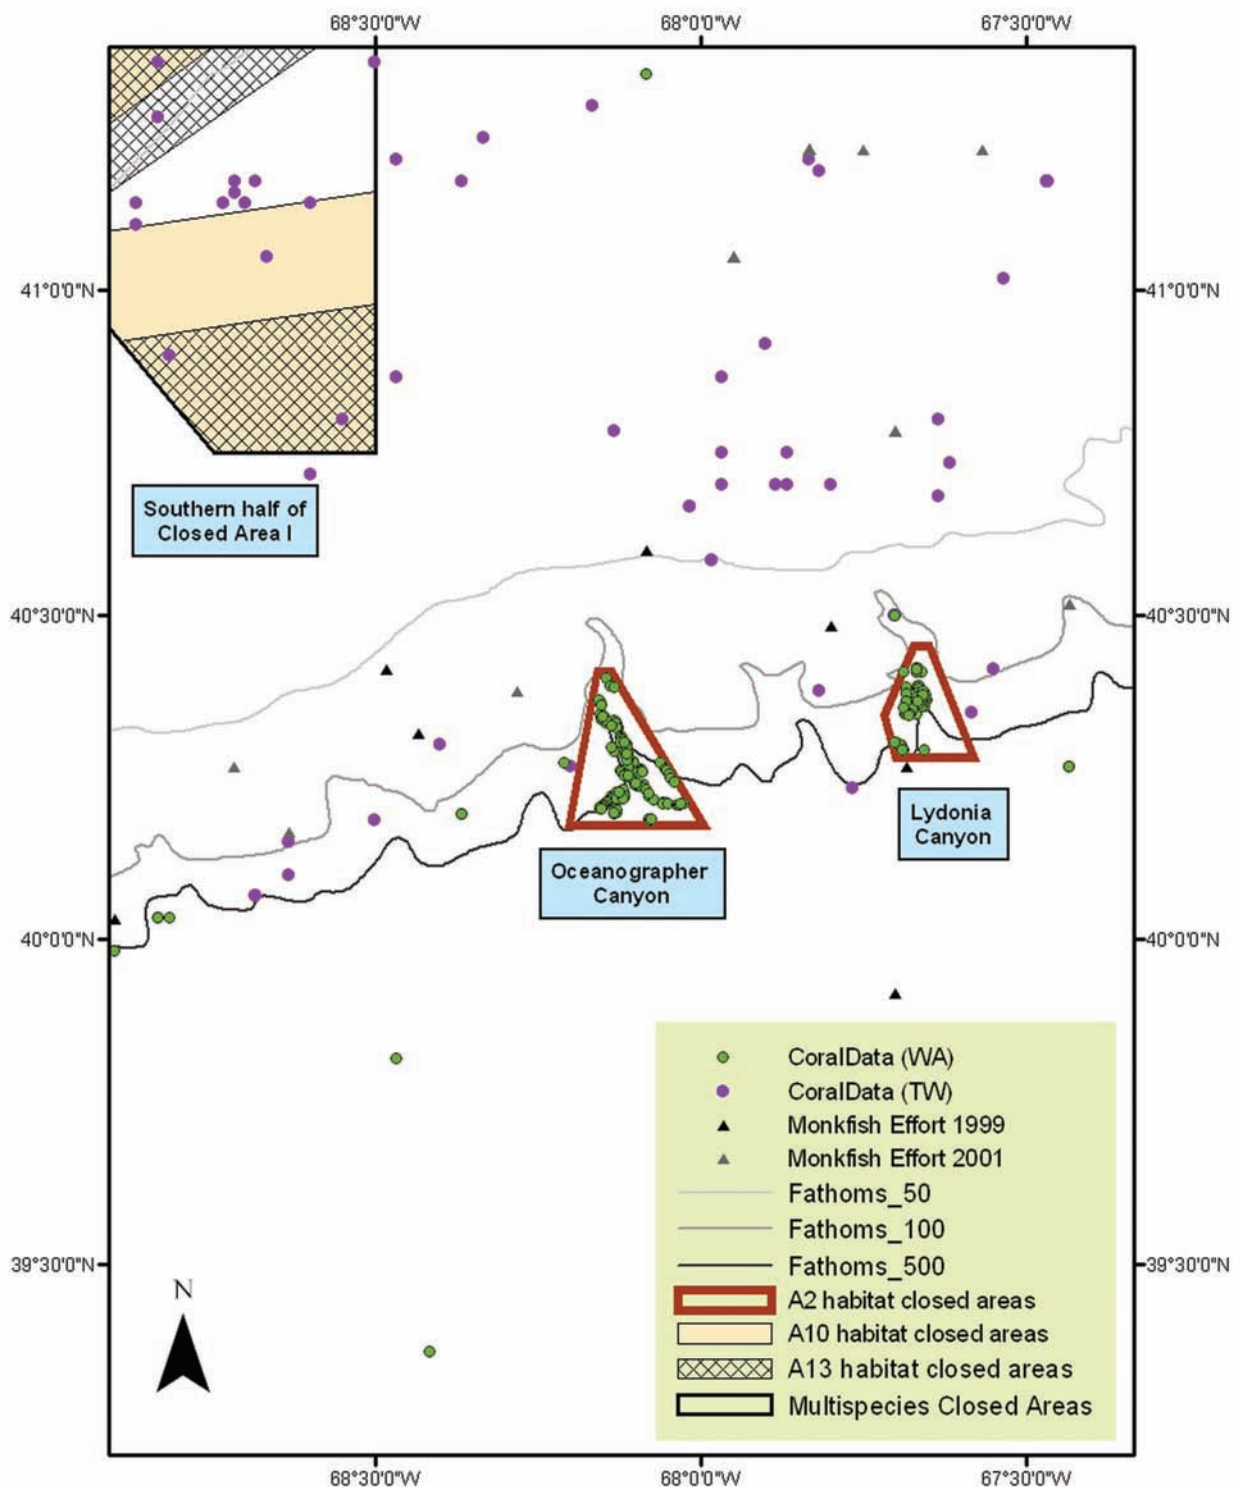 68°30'0"W 68°0'0"W 67°30'0"W
41°0'0"N 41°0'0"N
Southern half of
Closed Area I
40°30'0"N 40°30'0"N
Lydonia
Canyon
Oceanographer
Canyon
40°0'0"N 40°0'0"N
CoralData (WA)
CoralData (TW)
Monkfish Effort 1999
Monkfish Effort 2001
Fathoms_50
Fathoms_100
Fathoms_500
A2 habitat closed areas
A10 habitat closed areas
A13 habitat closed areas
Multispecies Closed Areas
39°30'0"N 39°30'0"N
N
68°30'0"W 68°0'0"W 67°30'0"W